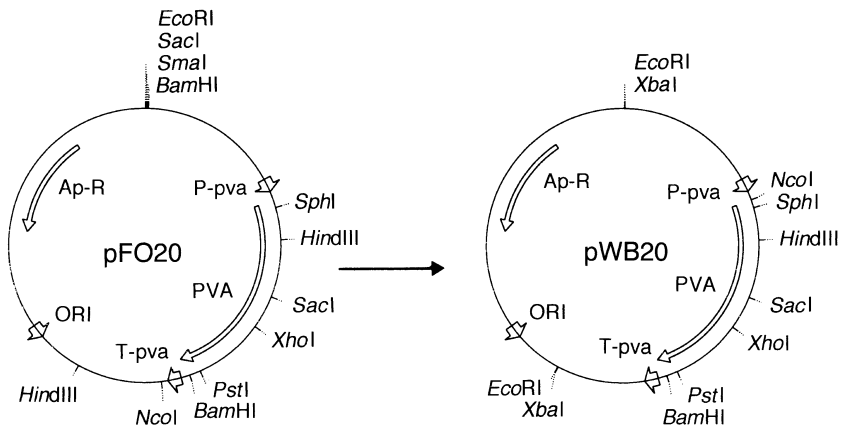 EcoRI
SacI
SmaI
BamHI
Ap-R
P-pva
SphI
HindIII
pFO20
PVA
SacI
ORI
XhoI
T-pva
HindIII
PstI
BamHI
NcoI
EcoRI
XbaI
Ap-R
P-pva
NcoI
SphI
HindIII
pWB20
PVA
SacI
ORI
XhoI
T-pva
EcoRI
XbaI
PstI
BamHI